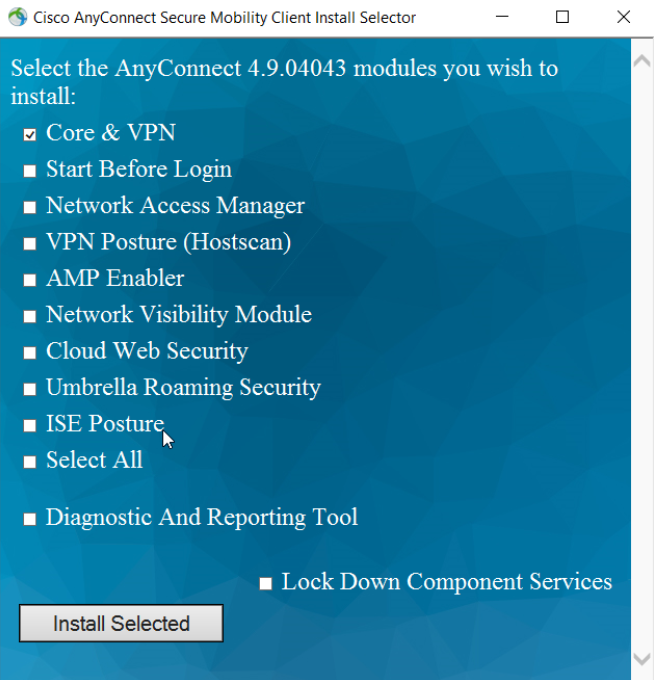 Cisco AnyConnect Secure Mobility Client Install Selector
Select the AnyConnect 4.9.04043 modules you wish to
install:
Core & VPN
Start Before Login
Network Access Manager
VPN Posture (Hostscan)
AMP Enabler
Network Visibility Module
Cloud Web Security
Umbrella Roaming Security
ISE Posture
Select All
Diagnostic And Reporting Tool
Lock Down Component Services
Install Selected